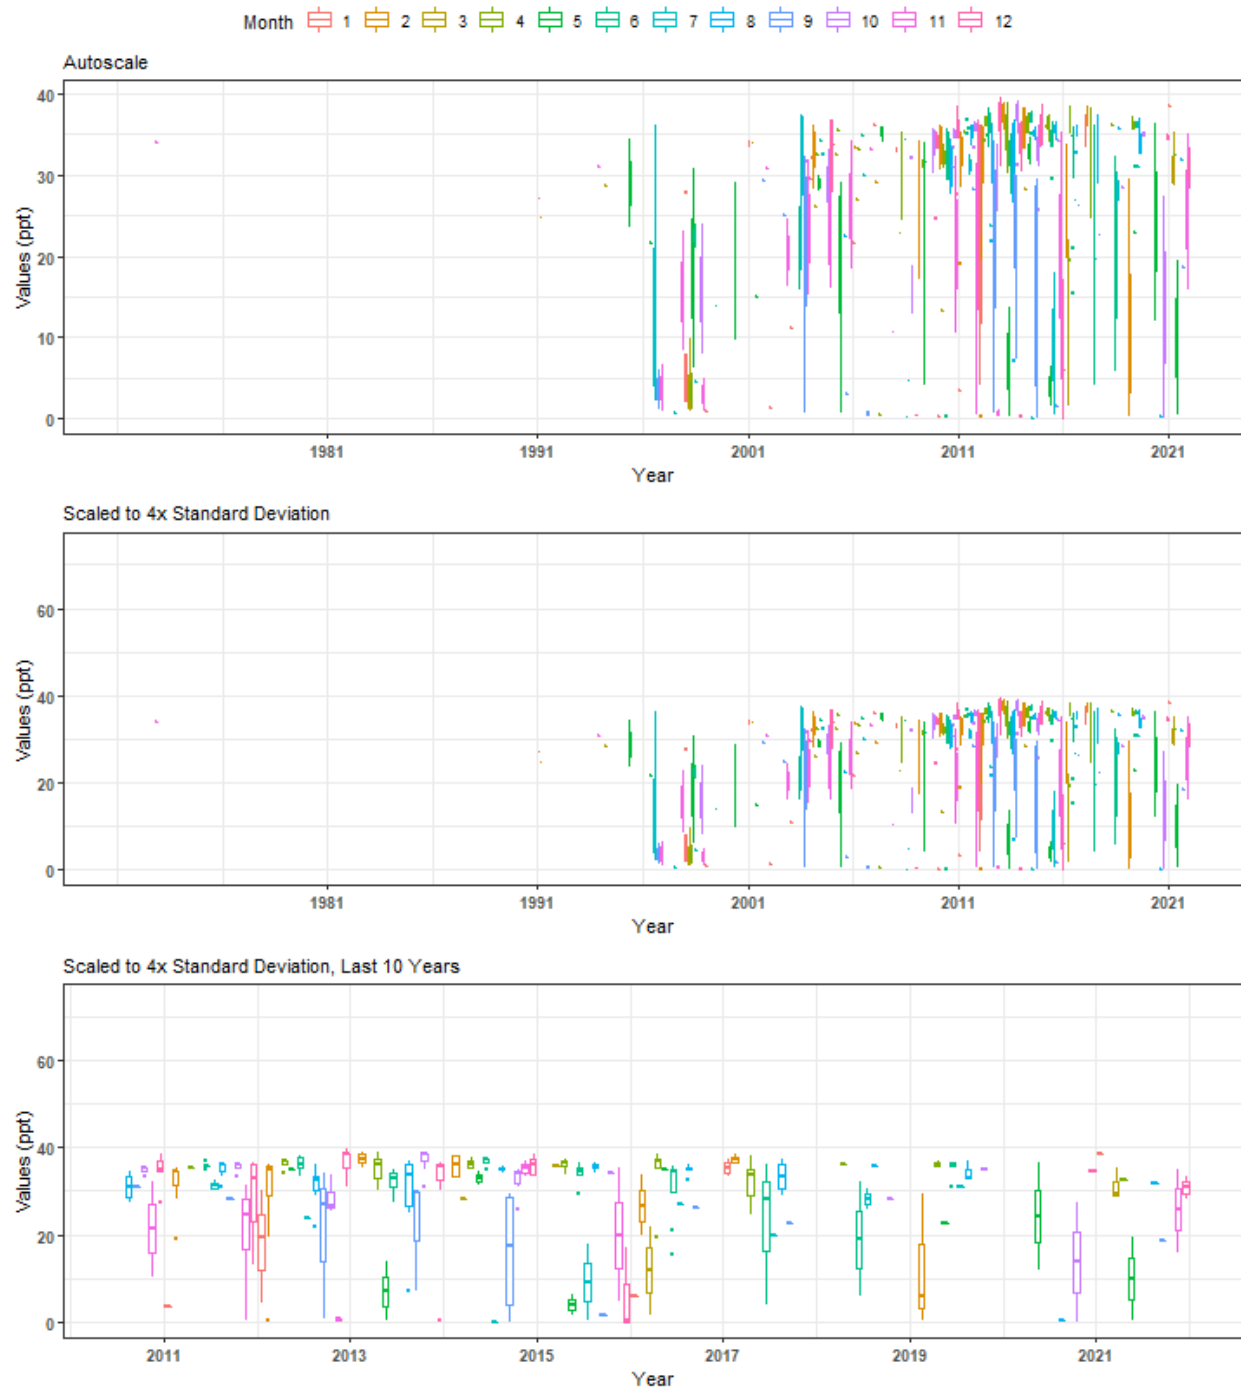 Month 1 2 3 4 5 6 7 8 9 10 11 12
Autoscale
40
30
20
10
0
Values (ppt)
1981 1991 2001 2011 2021
Year
Scaled to 4x Standard Deviation
60
40
20
0
Values (ppt)
1981 1991 2001 2011 2021
Year
Scaled to 4x Standard Deviation, Last 10 Years
60
40
20
0
Values (ppt)
2011 2013 2015 2017 2019 2021
Year